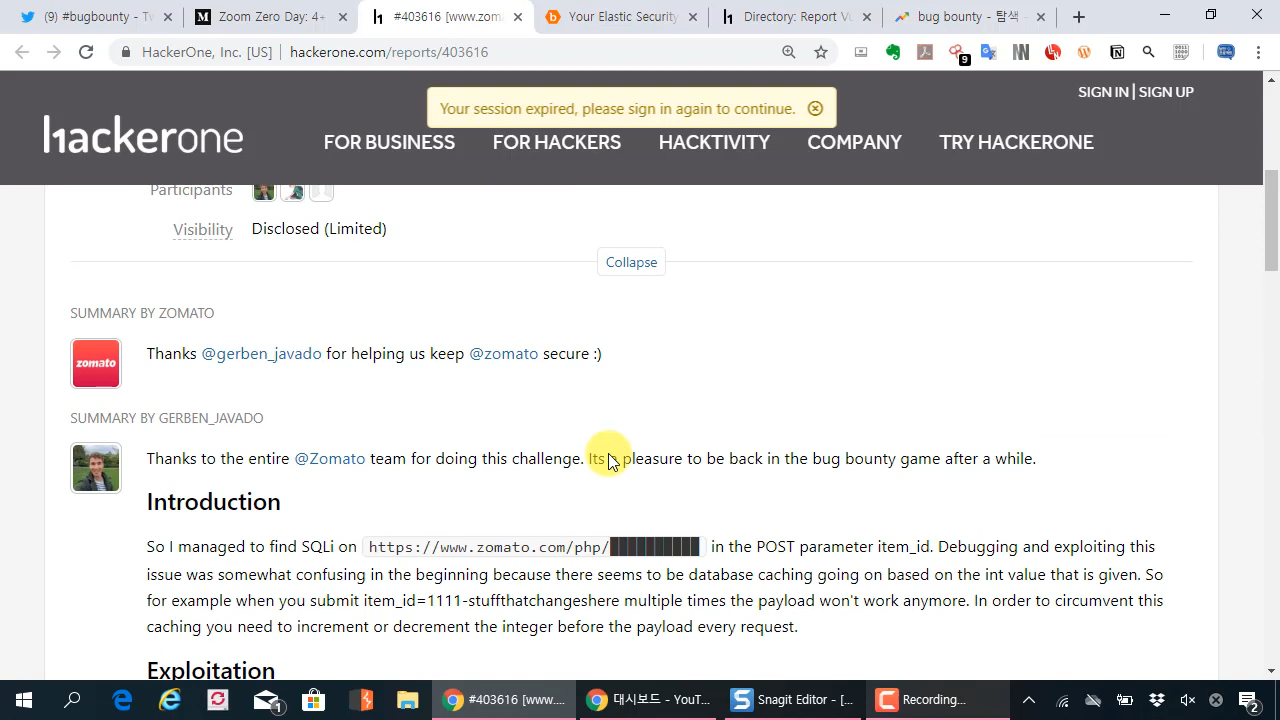 (9) #bugbounty - Tw
Zoom Zero Day: 4+
#403616 [www.zoma
Your Elastic Security
Directory: Report Vu
bug bounty - 탐색 -
HackerOne, Inc. [US]
hackerone.com/reports/403616
9
SIGN IN | SIGN UP
Your session expired, please sign in again to continue.
hackerone
FOR BUSINESS
FOR HACKERS
HACKTIVITY
COMPANY
TRY HACKERONE
Participants
Visibility
Disclosed (Limited)
Collapse
SUMMARY BY ZOMATO
zomato
Thanks @gerben_javado for helping us keep @zomato secure :)
SUMMARY BY GERBEN_JAVADO
Thanks to the entire @Zomato team for doing this challenge. Its a pleasure to be back in the bug bounty game after a while.
Introduction
So I managed to find SQLi on https://www.zomato.com/php/██████████ in the POST parameter item_id. Debugging and exploiting this
issue was somewhat confusing in the beginning because there seems to be database caching going on based on the int value that is given. So
for example when you submit item_id=1111-stuffthatchangeshere multiple times the payload won't work anymore. In order to circumvent this
caching you need to increment or decrement the integer before the payload every request.
Exploitation
1
#403616 [www....
대시보드 - YouT...
Snagit Editor - [...
Recording...
2